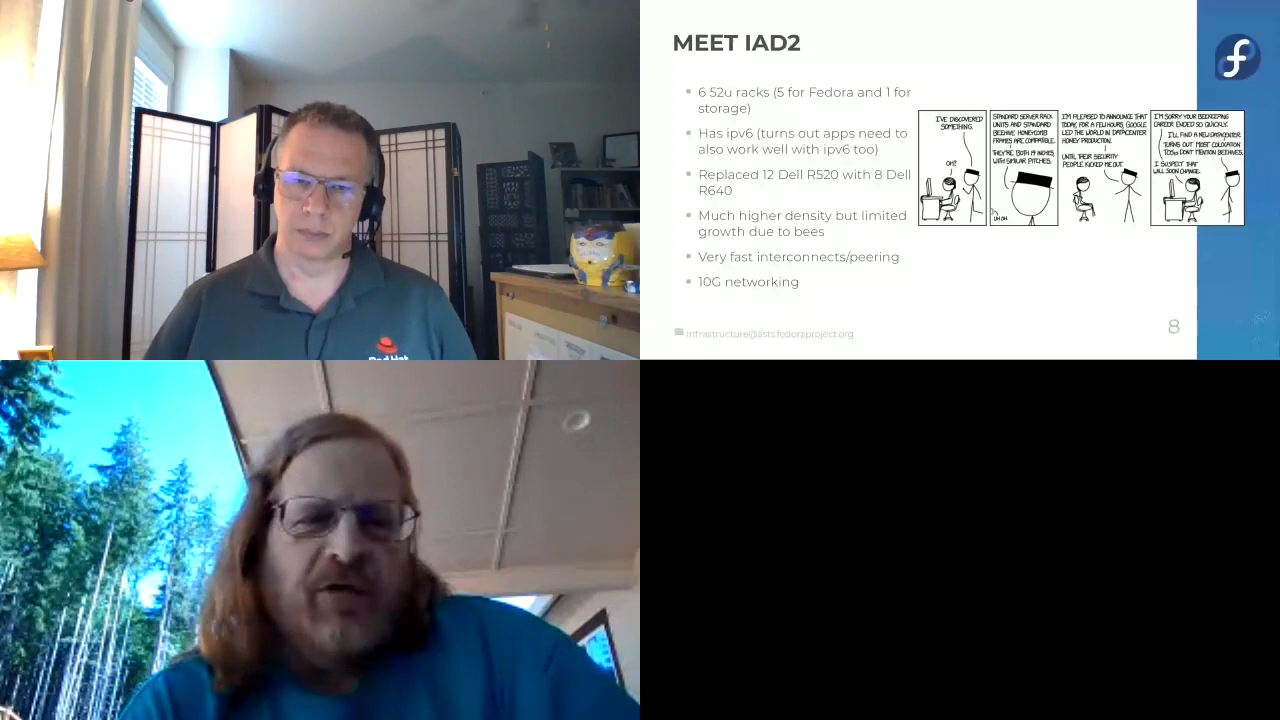 MEET IAD2
6 52u racks (5 for Fedora and 1 for
storage)
Has ipv6 (turns out apps need to
also work well with ipv6 too)
Replaced 12 Dell R520 with 8 Dell
R640
Much higher density but limited
growth due to bees
Very fast interconnects/peering
10G networking
infrastructure@lists.fedoraproject.org
8
I'VE DISCOVERED
SOMETHING.
OH?
STANDARD SERVER RACK
UNITS AND STANDARD
BEEHIVE HONEYCOMB
FRAMES ARE COMPATIBLE.
THEY'RE BOTH 19 INCHES
WITH SIMILAR PITCHES.
UH OH.
I'M PLEASED TO ANNOUNCE THAT
TODAY, FOR A FEW HOURS, GOOGLE
LED THE WORLD IN DATACENTER
HONEY PRODUCTION.
UNTIL THEIR SECURITY
PEOPLE KICKED ME OUT
I'M SORRY YOUR BEEKEEPING
CAREER ENDED SO QUICKLY.
I'LL FIND A NEW DATACENTER.
TURNS OUT MOST COLOCATION
TOSs DON'T MENTION BEEHIVES.
I SUSPECT THAT
WILL SOON CHANGE.
Red Hat